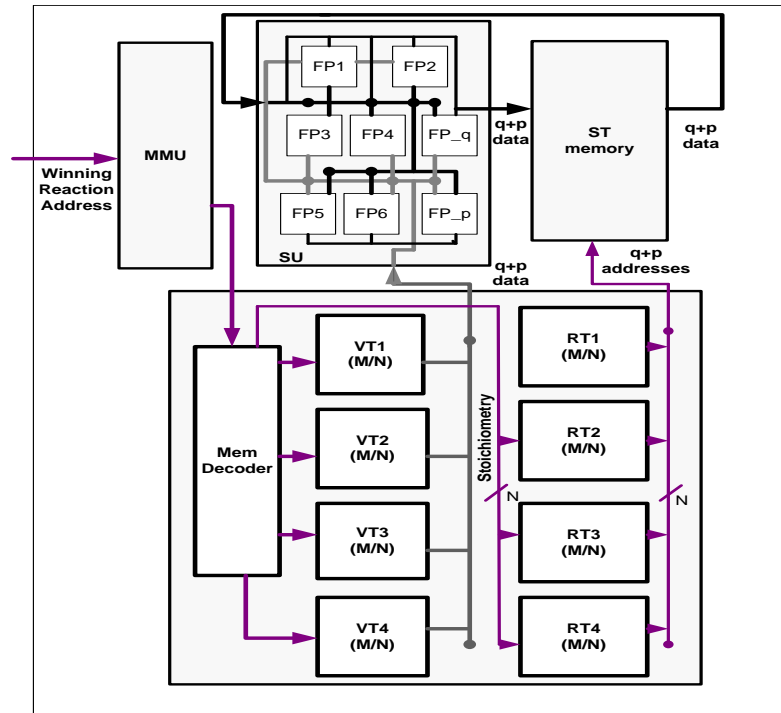 FP1
FP2
FP3
FP4
FP_q
FP5
FP6
FP_p
SU
MMU
Winning
Reaction
Address
q+p
data
ST
memory
q+p
data
q+p
data
q+p
addresses
Mem
Decoder
VT1
(M/N)
VT2
(M/N)
VT3
(M/N)
VT4
(M/N)
Stoichiometry
N
RT1
(M/N)
RT2
(M/N)
RT3
(M/N)
RT4
(M/N)
N